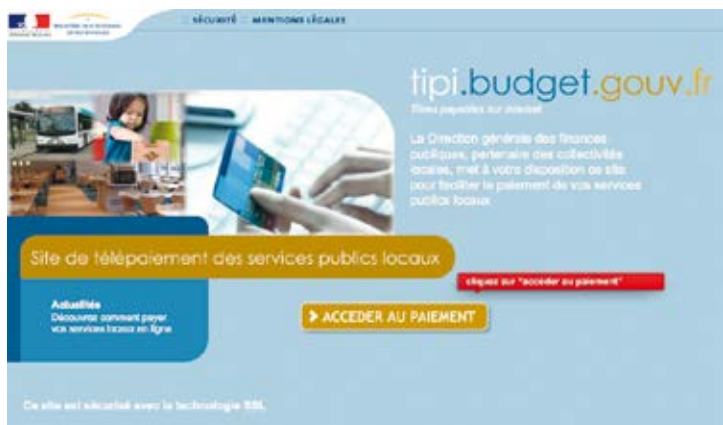 SÉCURITÉ :: MENTIONS LÉGALES
tipi.budget.gouv.fr
Titres payables sur internet
La Direction générale des finances
publiques, partenaire des collectivités
locales, met à votre disposition ce site
pour faciliter le paiement de vos services
publics locaux
Site de télépaiement des services publics locaux
cliquez sur "accéder au paiement"
Actualités
Découvrez comment payer
vos services locaux en ligne
> ACCEDER AU PAIEMENT
Ce site est sécurisé avec la technologie SSL